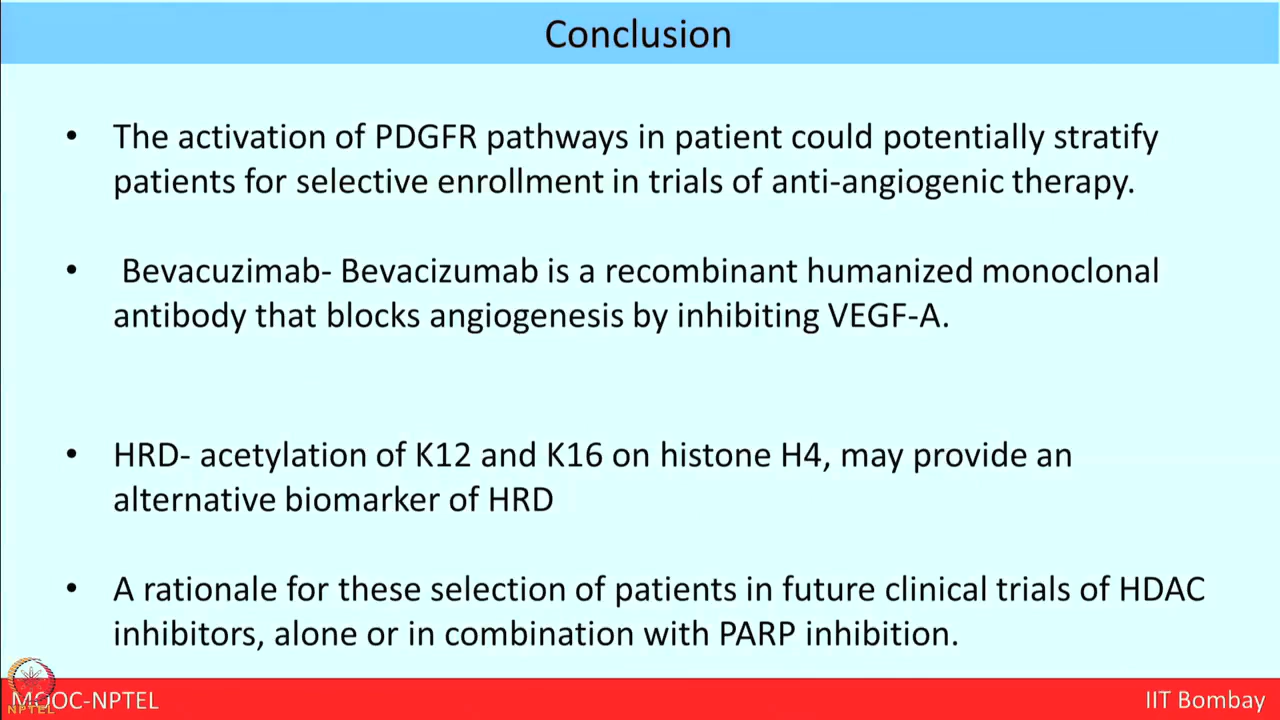 Conclusion
• The activation of PDGFR pathways in patient could potentially stratify
patients for selective enrollment in trials of anti-angiogenic therapy.
• Bevacuzimab- Bevacizumab is a recombinant humanized monoclonal
antibody that blocks angiogenesis by inhibiting VEGF-A.
• HRD- acetylation of K12 and K16 on histone H4, may provide an
alternative biomarker of HRD
• A rationale for these selection of patients in future clinical trials of HDAC
inhibitors, alone or in combination with PARP inhibition.
MOOC-NPTEL
NPTEL
IIT Bombay